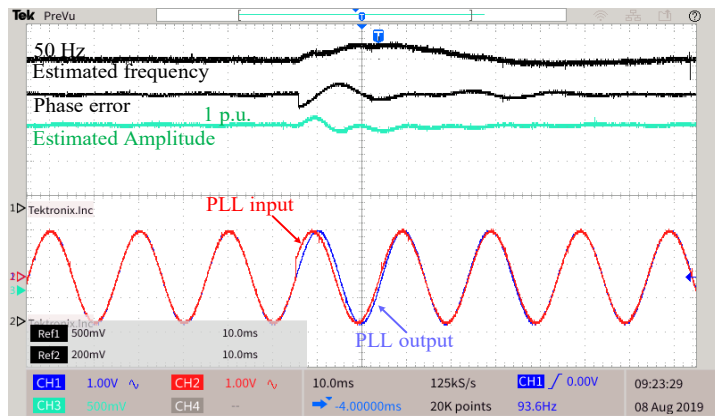 Tek PreVu
T
?
T
50 Hz
Estimated frequency
Phase error
1 p.u.
Estimated Amplitude
1
Tektronix.Inc
PLL input
2
3
2
Tektronix.Inc
PLL output
Ref1 500mV 10.0ms
Ref2 200mV 10.0ms
CH1 1.00V CH2 1.00V 10.0ms 125kS/s CH1 0.00V 09:23:29
CH3 500mV CH4 -- -4.00000ms 20K points 93.6Hz 08 Aug 2019